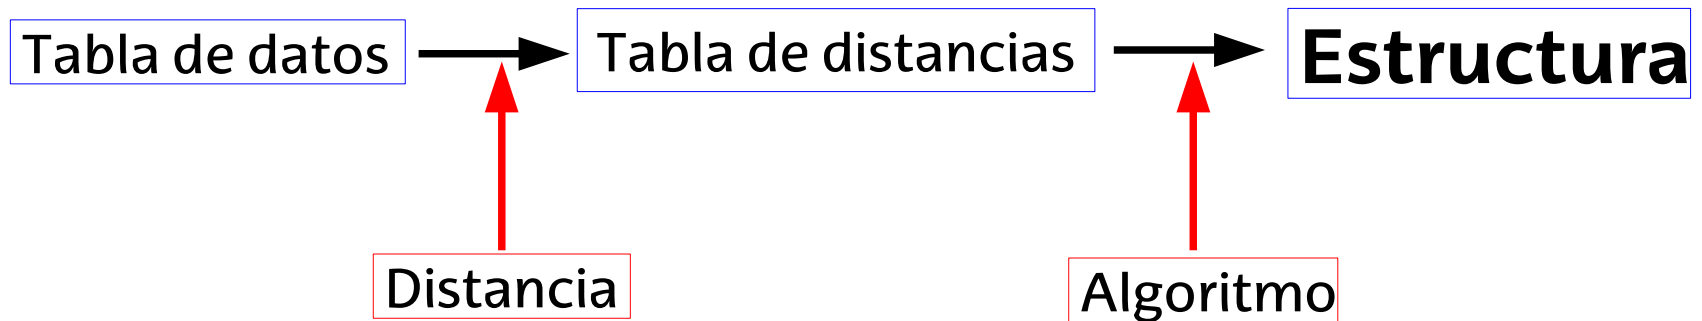 Tabla de datos
Tabla de distancias
Estructura
Distancia
Algoritmo